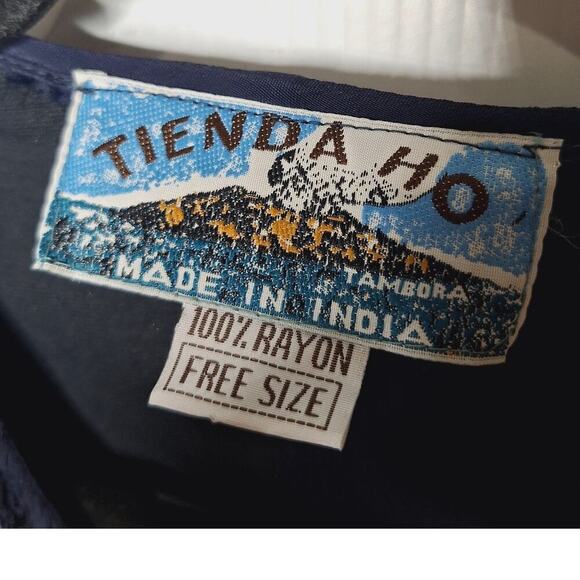 TIENDA HO
TAMBORA
MADE IN INDIA
100% RAYON
FREE SIZE